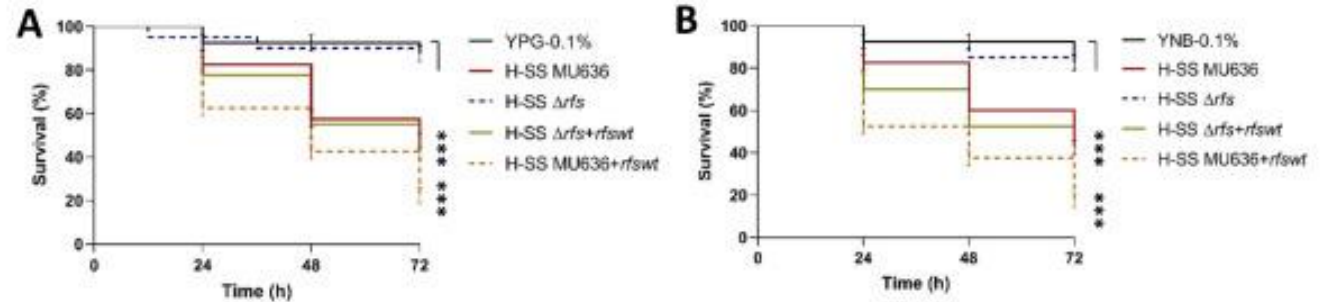 A
Survival (%)
100
80
60
40
20
0
0 24 48 72
Time (h)
YPG-0.1%
H-SS MU636
H-SS Δrfs
H-SS Δrfs+rfswt
H-SS MU636+rfswt
***
***
B
Survival (%)
100
80
60
40
20
0
0 24 48 72
Time (h)
YNB-0.1%
H-SS MU636
H-SS Δrfs
H-SS Δrfs+rfswt
H-SS MU636+rfswt
***
***